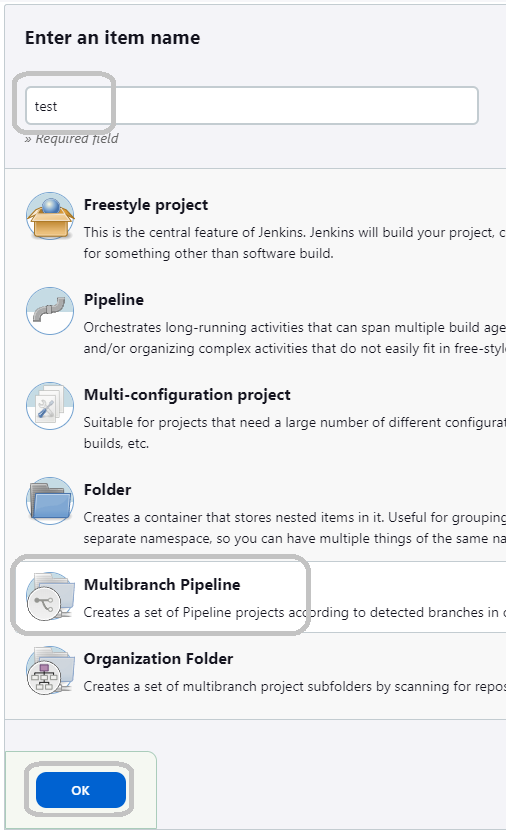 Enter an item name
test
» Required field
Freestyle project
This is the central feature of Jenkins. Jenkins will build your project, c
for something other than software build.
Pipeline
Orchestrates long-running activities that can span multiple build age
and/or organizing complex activities that do not easily fit in free-style
Multi-configuration project
Suitable for projects that need a large number of different configurat
builds, etc.
Folder
Creates a container that stores nested items in it. Useful for grouping
separate namespace, so you can have multiple things of the same na
Multibranch Pipeline
Creates a set of Pipeline projects according to detected branches in o
Organization Folder
Creates a set of multibranch project subfolders by scanning for repos
OK